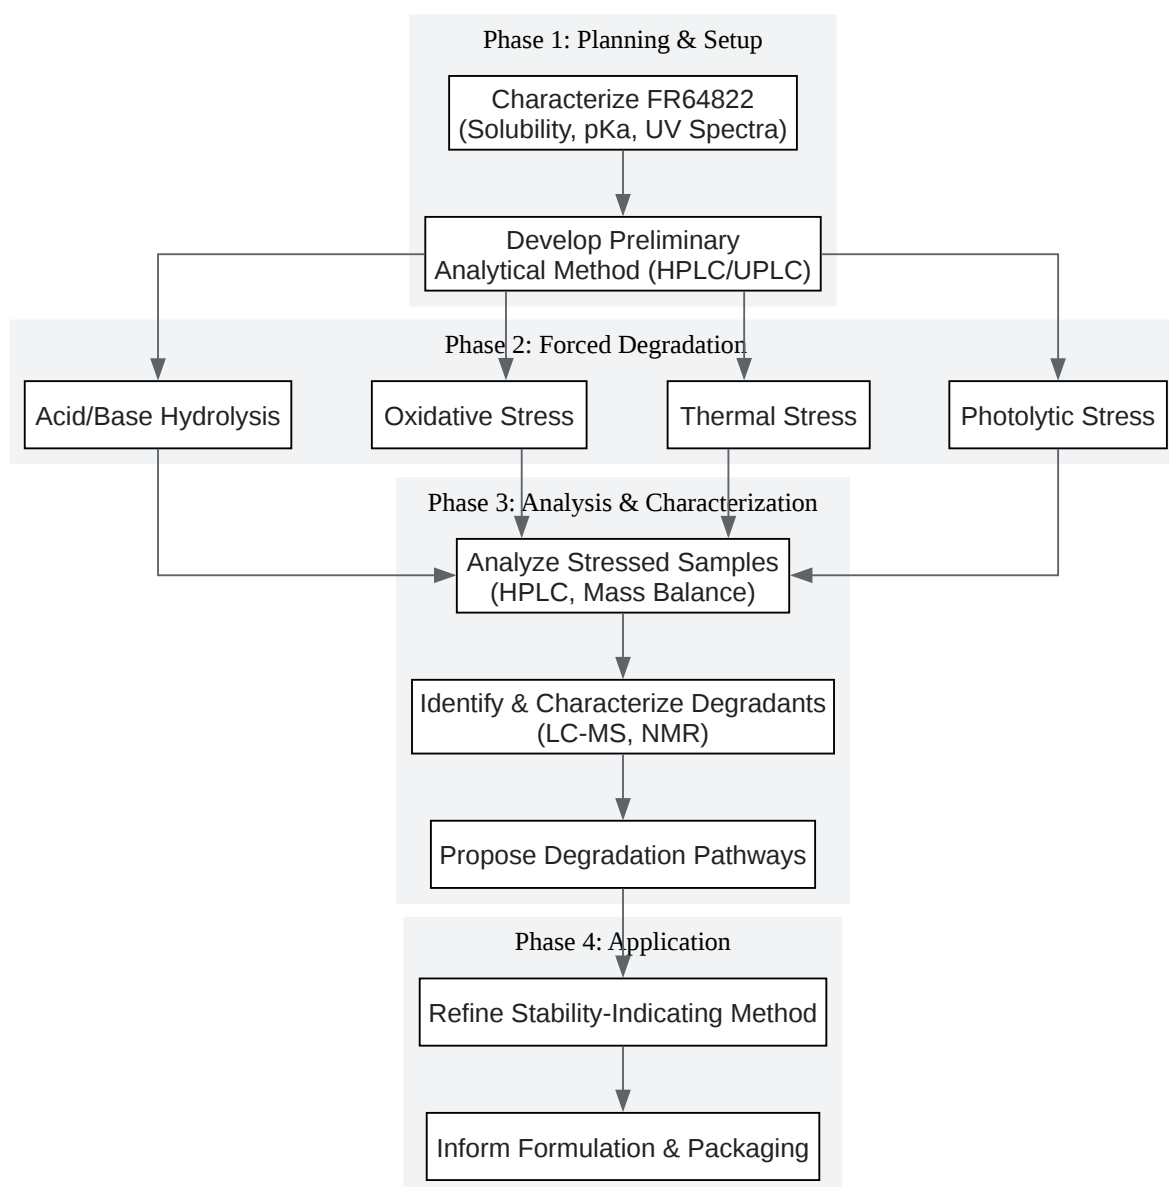 Phase 1: Planning & Setup
Characterize FR64822
(Solubility, pKa, UV Spectra)
Develop Preliminary
Analytical Method (HPLC/UPLC)
Phase 2: Forced Degradation
Acid/Base Hydrolysis
Oxidative Stress
Thermal Stress
Photolytic Stress
Phase 3: Analysis & Characterization
Analyze Stressed Samples
(HPLC, Mass Balance)
Identify & Characterize Degradants
(LC-MS, NMR)
Propose Degradation Pathways
Phase 4: Application
Refine Stability-Indicating Method
Inform Formulation & Packaging